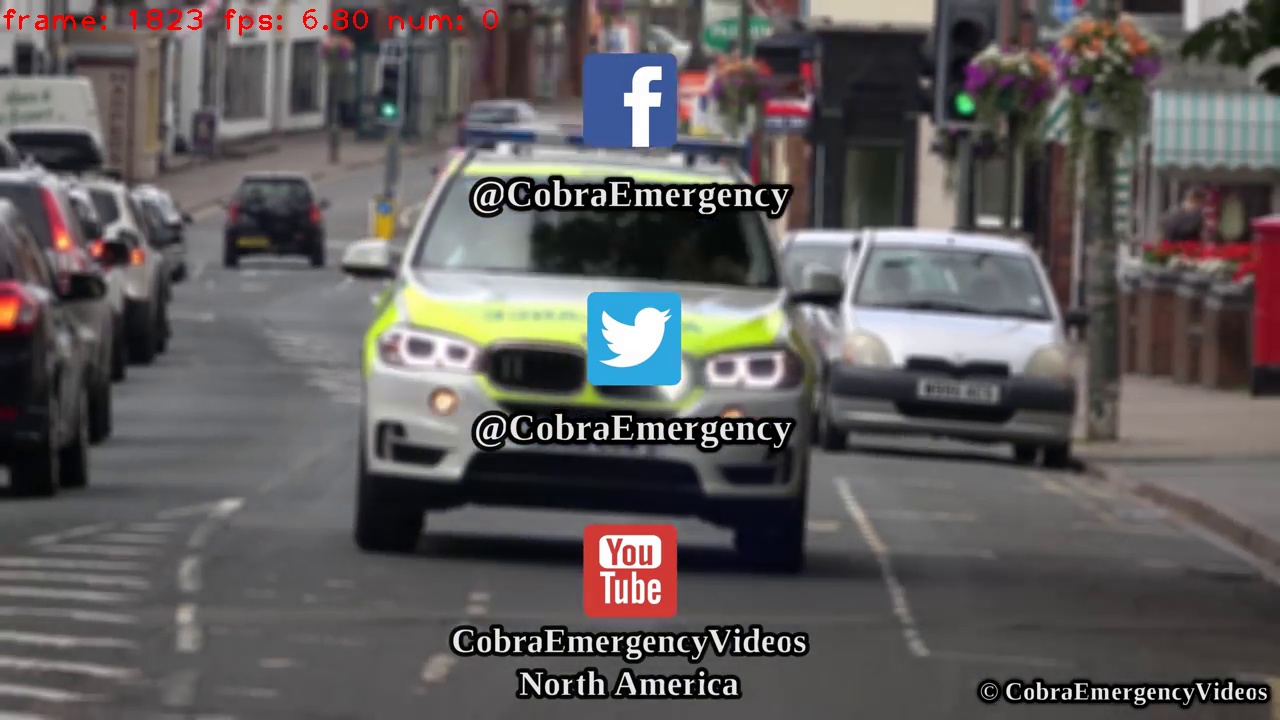 frame: 1823 fps: 6.80 num: 0
f
@CobraEmergency
@CobraEmergency
You
Tube
CobraEmergencyVideos
North America
© CobraEmergencyVideos